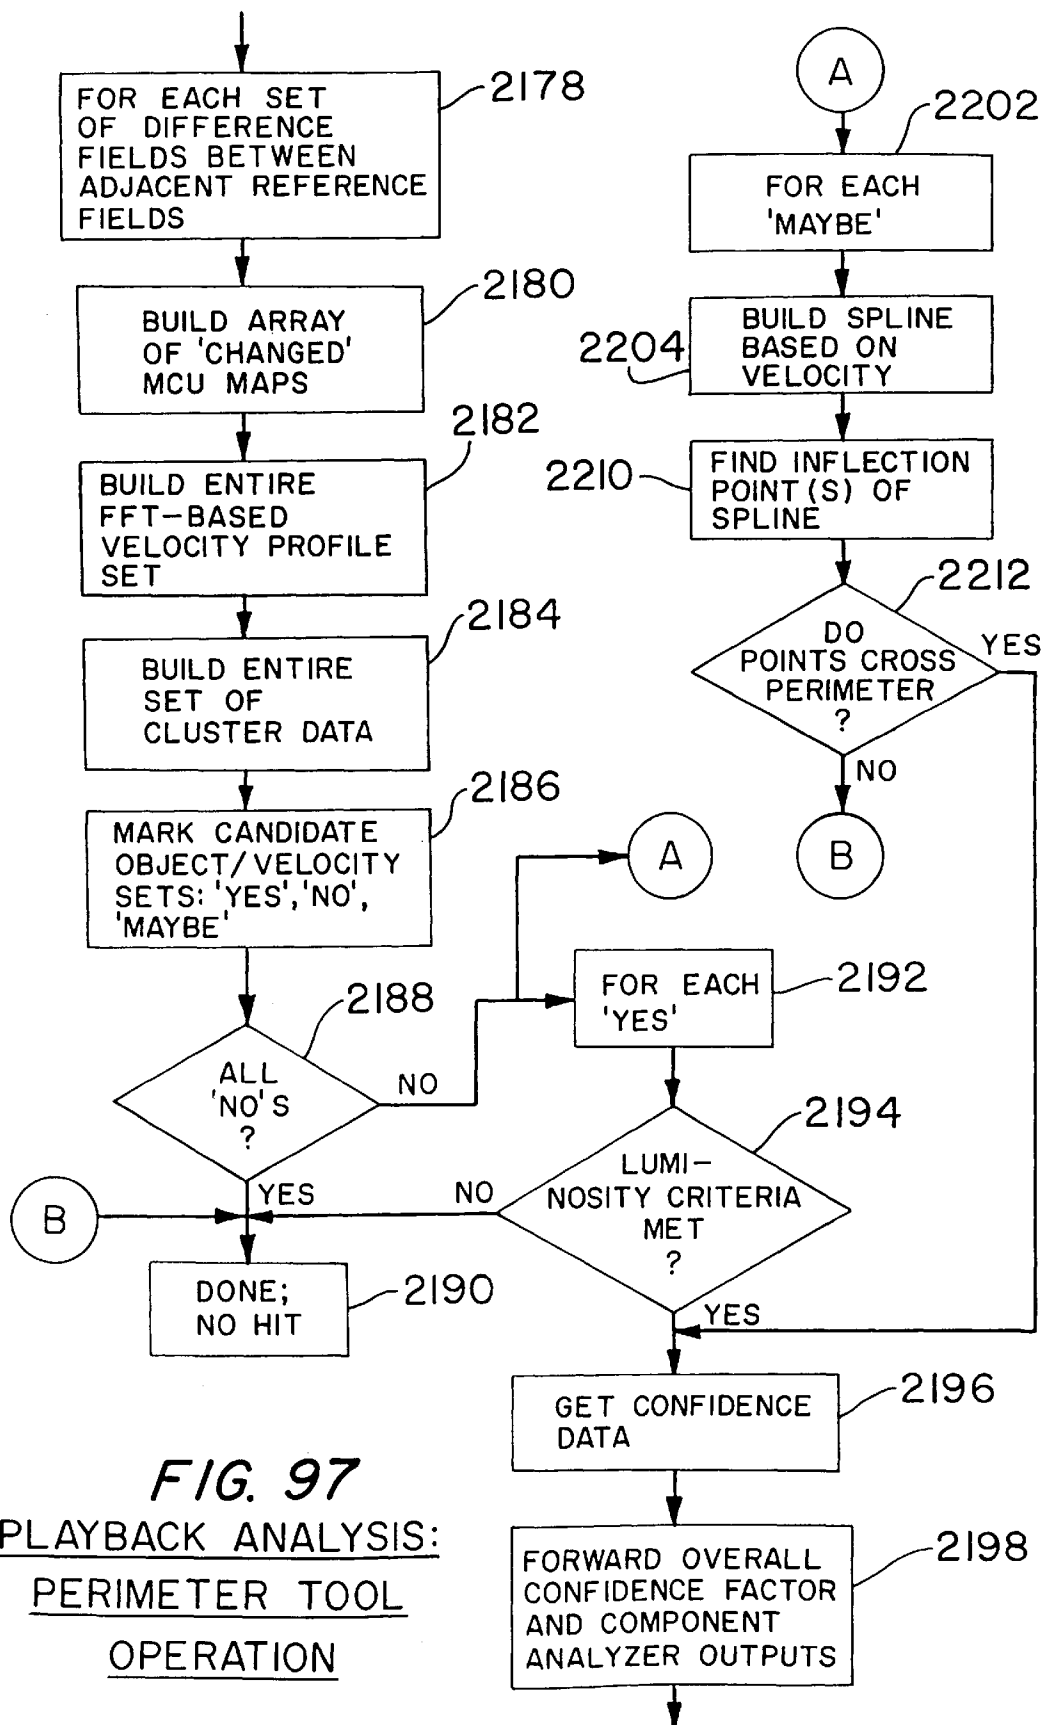 FOR EACH SET
OF DIFFERENCE
FIELDS BETWEEN
ADJACENT REFERENCE
FIELDS
2178
BUILD ARRAY
OF 'CHANGED'
MCU MAPS
2180
BUILD ENTIRE
FFT-BASED
VELOCITY PROFILE
SET
2182
BUILD ENTIRE
SET OF
CLUSTER DATA
2184
MARK CANDIDATE
OBJECT/VELOCITY
SETS: 'YES', 'NO',
'MAYBE'
2186
ALL
'NO'S
?
2188
NO
YES
B
DONE;
NO HIT
2190
A
FOR EACH
'YES'
2192
LUMI-
NOSITY CRITERIA
MET
?
2194
NO
YES
GET CONFIDENCE
DATA
2196
FORWARD OVERALL
CONFIDENCE FACTOR
AND COMPONENT
ANALYZER OUTPUTS
2198
A
FOR EACH
'MAYBE'
2202
BUILD SPLINE
BASED ON
VELOCITY
2204
FIND INFLECTION
POINT(S) OF
SPLINE
2210
DO
POINTS CROSS
PERIMETER
?
2212
YES
NO
B
FIG. 97
PLAYBACK ANALYSIS:
PERIMETER TOOL
OPERATION